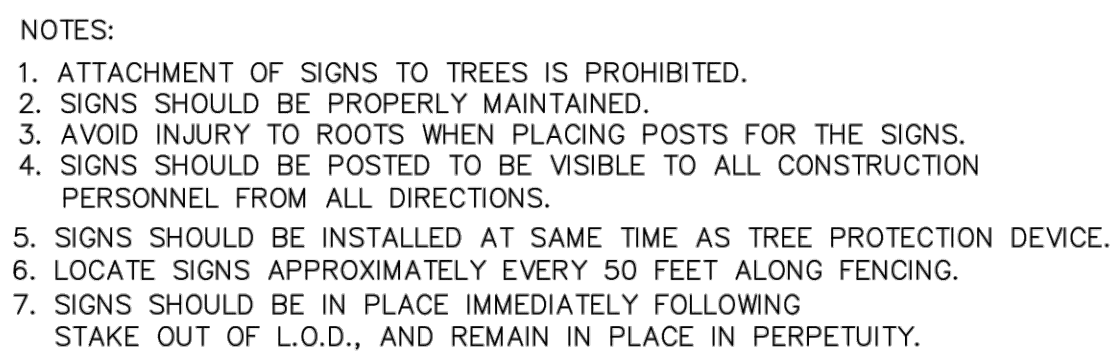 NOTES:
1. ATTACHMENT OF SIGNS TO TREES IS PROHIBITED.
2. SIGNS SHOULD BE PROPERLY MAINTAINED.
3. AVOID INJURY TO ROOTS WHEN PLACING POSTS FOR THE SIGNS.
4. SIGNS SHOULD BE POSTED TO BE VISIBLE TO ALL CONSTRUCTION
PERSONNEL FROM ALL DIRECTIONS.
5. SIGNS SHOULD BE INSTALLED AT SAME TIME AS TREE PROTECTION DEVICE.
6. LOCATE SIGNS APPROXIMATELY EVERY 50 FEET ALONG FENCING.
7. SIGNS SHOULD BE IN PLACE IMMEDIATELY FOLLOWING
STAKE OUT OF L.O.D., AND REMAIN IN PLACE IN PERPETUITY.